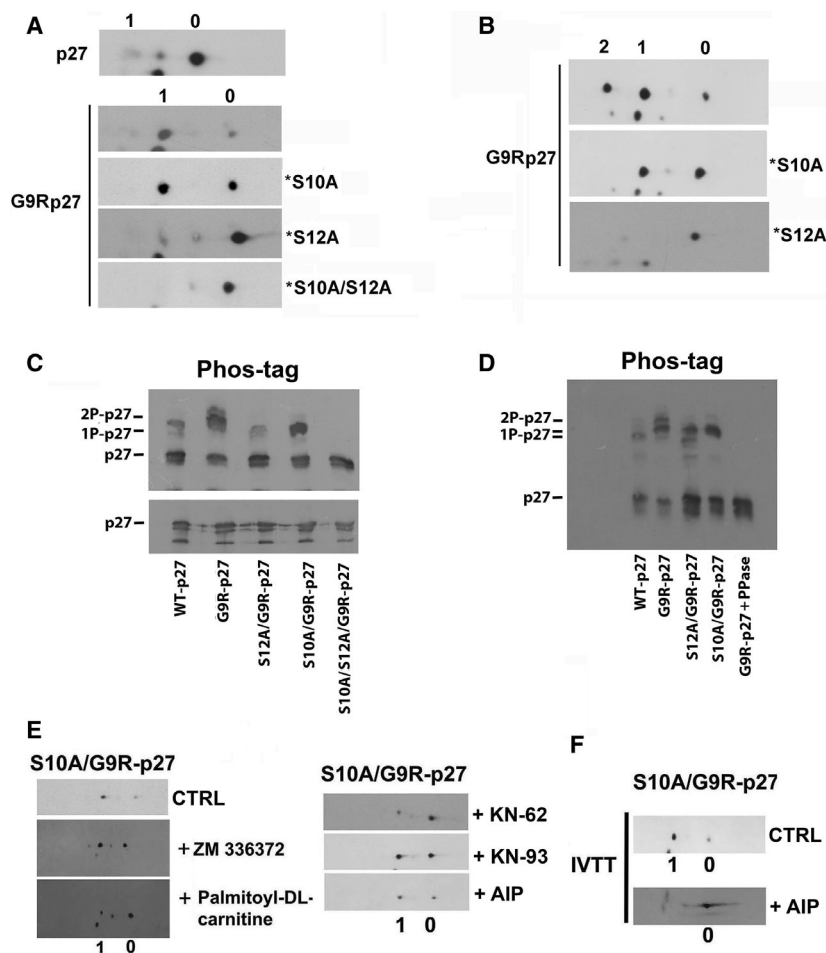 A
1 0
p27
1 0
G9Rp27
*S10A
*S12A
*S10A/S12A
B
2 1 0
G9Rp27
*S10A
*S12A
C
Phos-tag
2P-p27
1P-p27
p27
p27
WT-p27
G9R-p27
S12A/G9R-p27
S10A/G9R-p27
S10A/S12A/G9R-p27
D
Phos-tag
2P-p27
1P-p27
p27
WT-p27
G9R-p27
S12A/G9R-p27
S10A/G9R-p27
G9R-p27+PPase
E
S10A/G9R-p27
CTRL
+ ZM 336372
+ Palmitoyl-DL-
carnitine
1 0
S10A/G9R-p27
+ KN-62
+ KN-93
+ AIP
1 0
F
S10A/G9R-p27
IVTT
CTRL
1 0
+ AIP
0